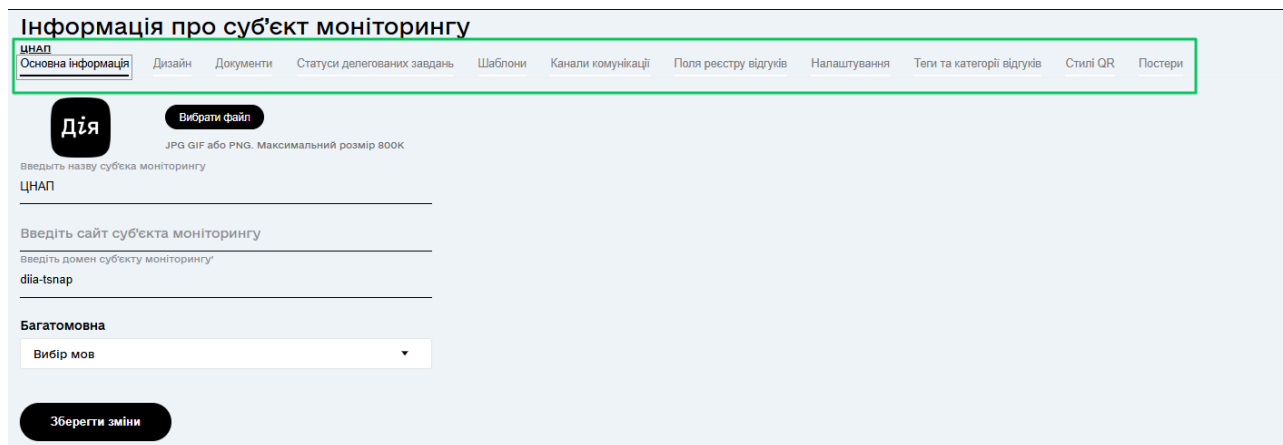 Інформація про суб’єкт моніторингу
ЦНАП
Основна інформація Дизайн Документи Статуси делегованих завдань Шаблони Канали комунікації Поля реєстру відгуків Налаштування Теги та категорії відгуків Стилі QR Постери
Дія
Вибрати файл
JPG GIF або PNG. Максимальний розмір 800K
Введыть назву суб'єка моніторингу
ЦНАП
Введіть сайт суб'єкта моніторингу
Введіть домен суб'єкту моніторингу*
diia-tsnap
Багатомовна
Вибір мов
Зберегти зміни